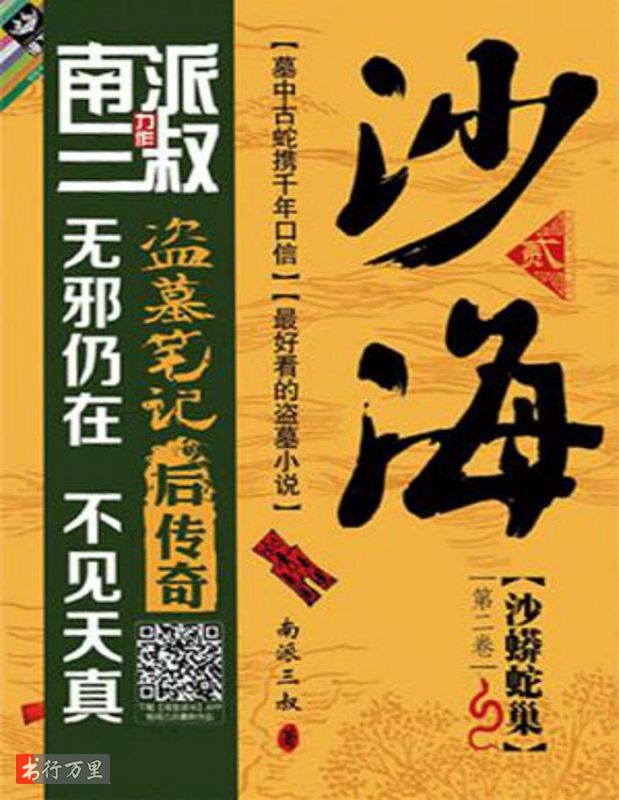 沙海
贰
【沙蟒蛇巢】
第二卷
【墓中古蛇携千年口信】【最好看的盗墓小说】
南派三叔 著
南派三叔
力作
盗墓笔记
后传奇
无邪仍在 不见天真
书行万里